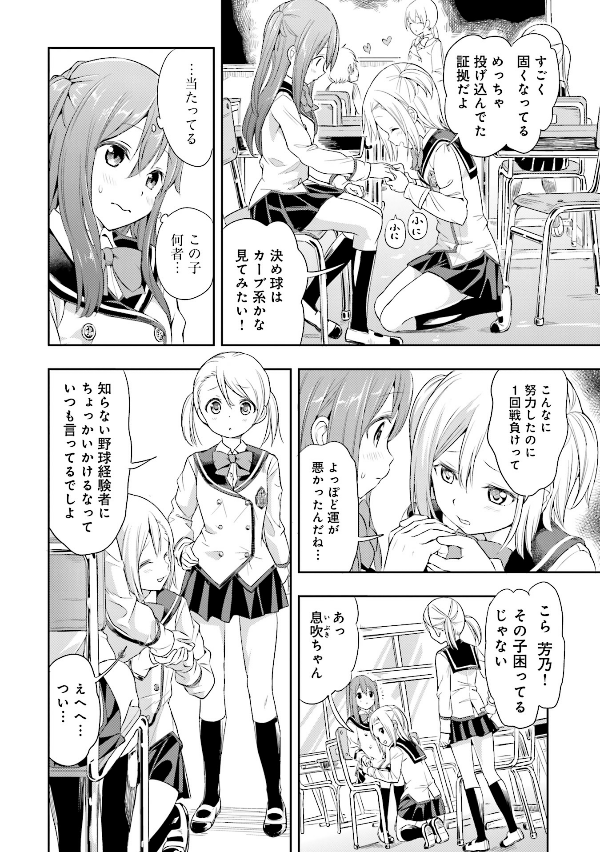 すごく
固くなってる
めっちゃ
投げ込んでた
証拠だよ
ふに
ふに
決め球は
カーブ系かな
見てみたい！
…当たってる
この子
何者…
こんなに
努力したのに
1回戦負けって
よっぽど運が
悪かったんだね…
こら 芳乃！
その子困ってる
じゃない
あっ
息吹ちゃん
いぶき
知らない野球経験者に
ちょっかいかけるなって
いつも言ってるでしょ
えへへ…
つい…